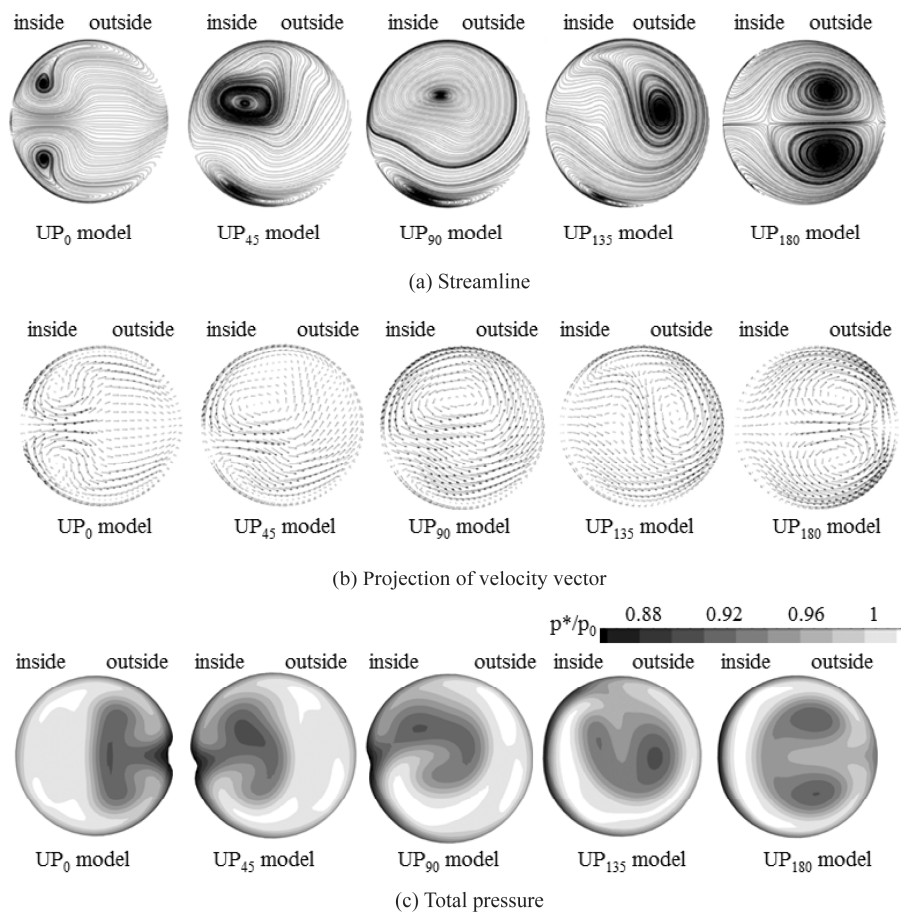 inside outside inside outside inside outside inside outside inside outside
UP0 model UP45 model UP90 model UP135 model UP180 model
(a) Streamline
inside outside inside outside inside outside inside outside inside outside
UP0 model UP45 model UP90 model UP135 model UP180 model
(b) Projection of velocity vector
p*/p0 0.88 0.92 0.96 1
inside outside inside outside inside outside inside outside inside outside
UP0 model UP45 model UP90 model UP135 model UP180 model
(c) Total pressure